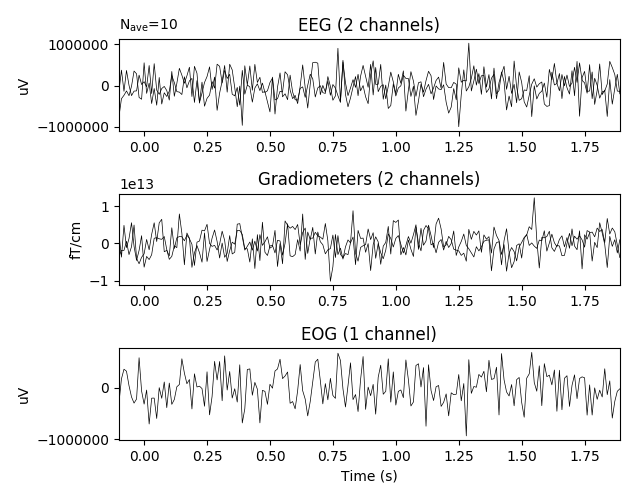 N_ave=10
EEG (2 channels)
1000000
0
−1000000
uV
0.00 0.25 0.50 0.75 1.00 1.25 1.50 1.75
1e13
Gradiometers (2 channels)
1
0
−1
fT/cm
0.00 0.25 0.50 0.75 1.00 1.25 1.50 1.75
EOG (1 channel)
0
−1000000
uV
0.00 0.25 0.50 0.75 1.00 1.25 1.50 1.75
Time (s)